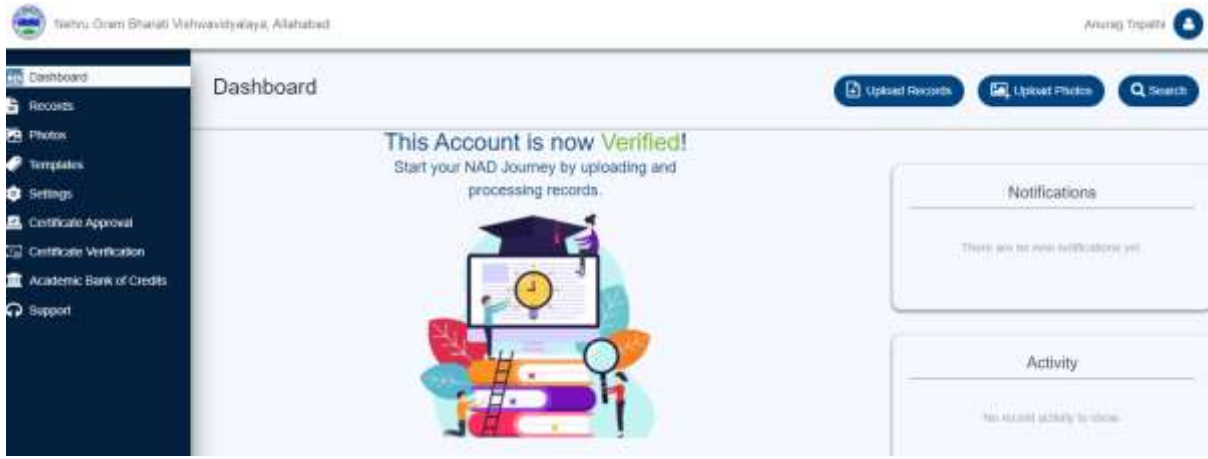 Nehru Gram Bharati Vishwavidyalaya, Allahabad
Anurag Tripathi
Dashboard
Records
Photos
Templates
Settings
Certificate Approval
Certificate Verification
Academic Bank of Credits
Support
Dashboard
Upload Records
Upload Photos
Search
This Account is now Verified!
Start your NAD Journey by uploading and
processing records.
Notifications
There are no new notifications yet
Activity
No recent activity to show